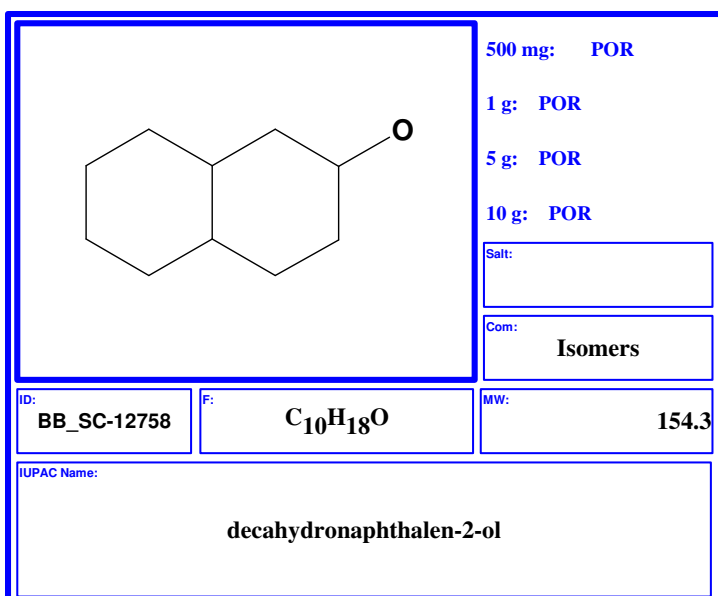 O
500 mg: POR
1 g: POR
5 g: POR
10 g: POR
Salt:
Com:
Isomers
ID:
BB_SC-12758
F:
C10H18O
MW:
154.3
IUPAC Name:
decahydronaphthalen-2-ol